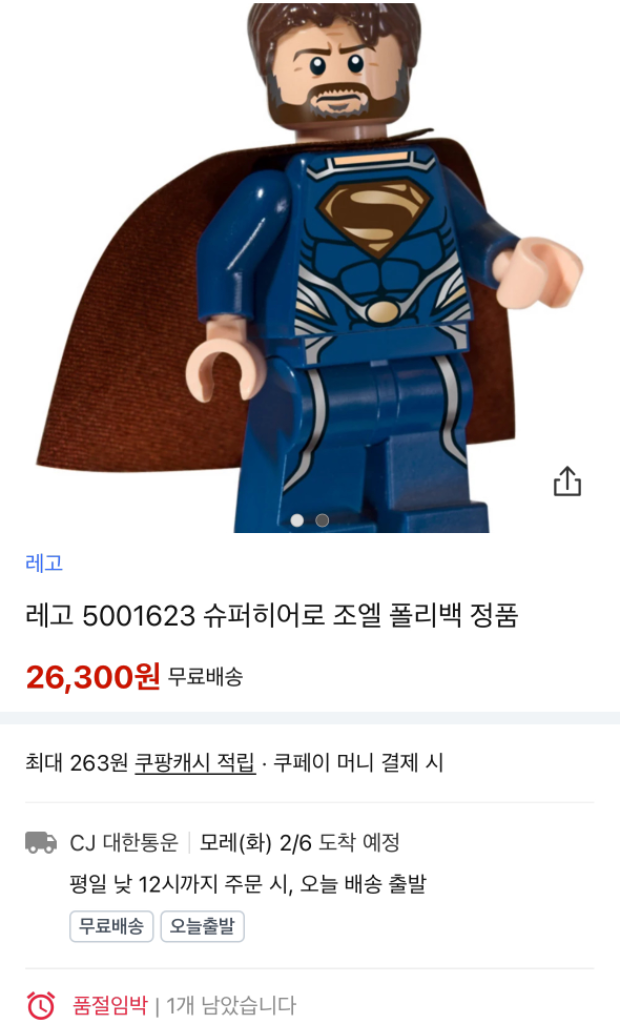 레고
레고 5001623 슈퍼히어로 조엘 폴리백 정품
26,300원 무료배송
최대 263원 쿠팡캐시 적립 · 쿠페이 머니 결제 시
CJ 대한통운 | 모레(화) 2/6 도착 예정
평일 낮 12시까지 주문 시, 오늘 배송 출발
무료배송 오늘출발
품절임박 | 1개 남았습니다